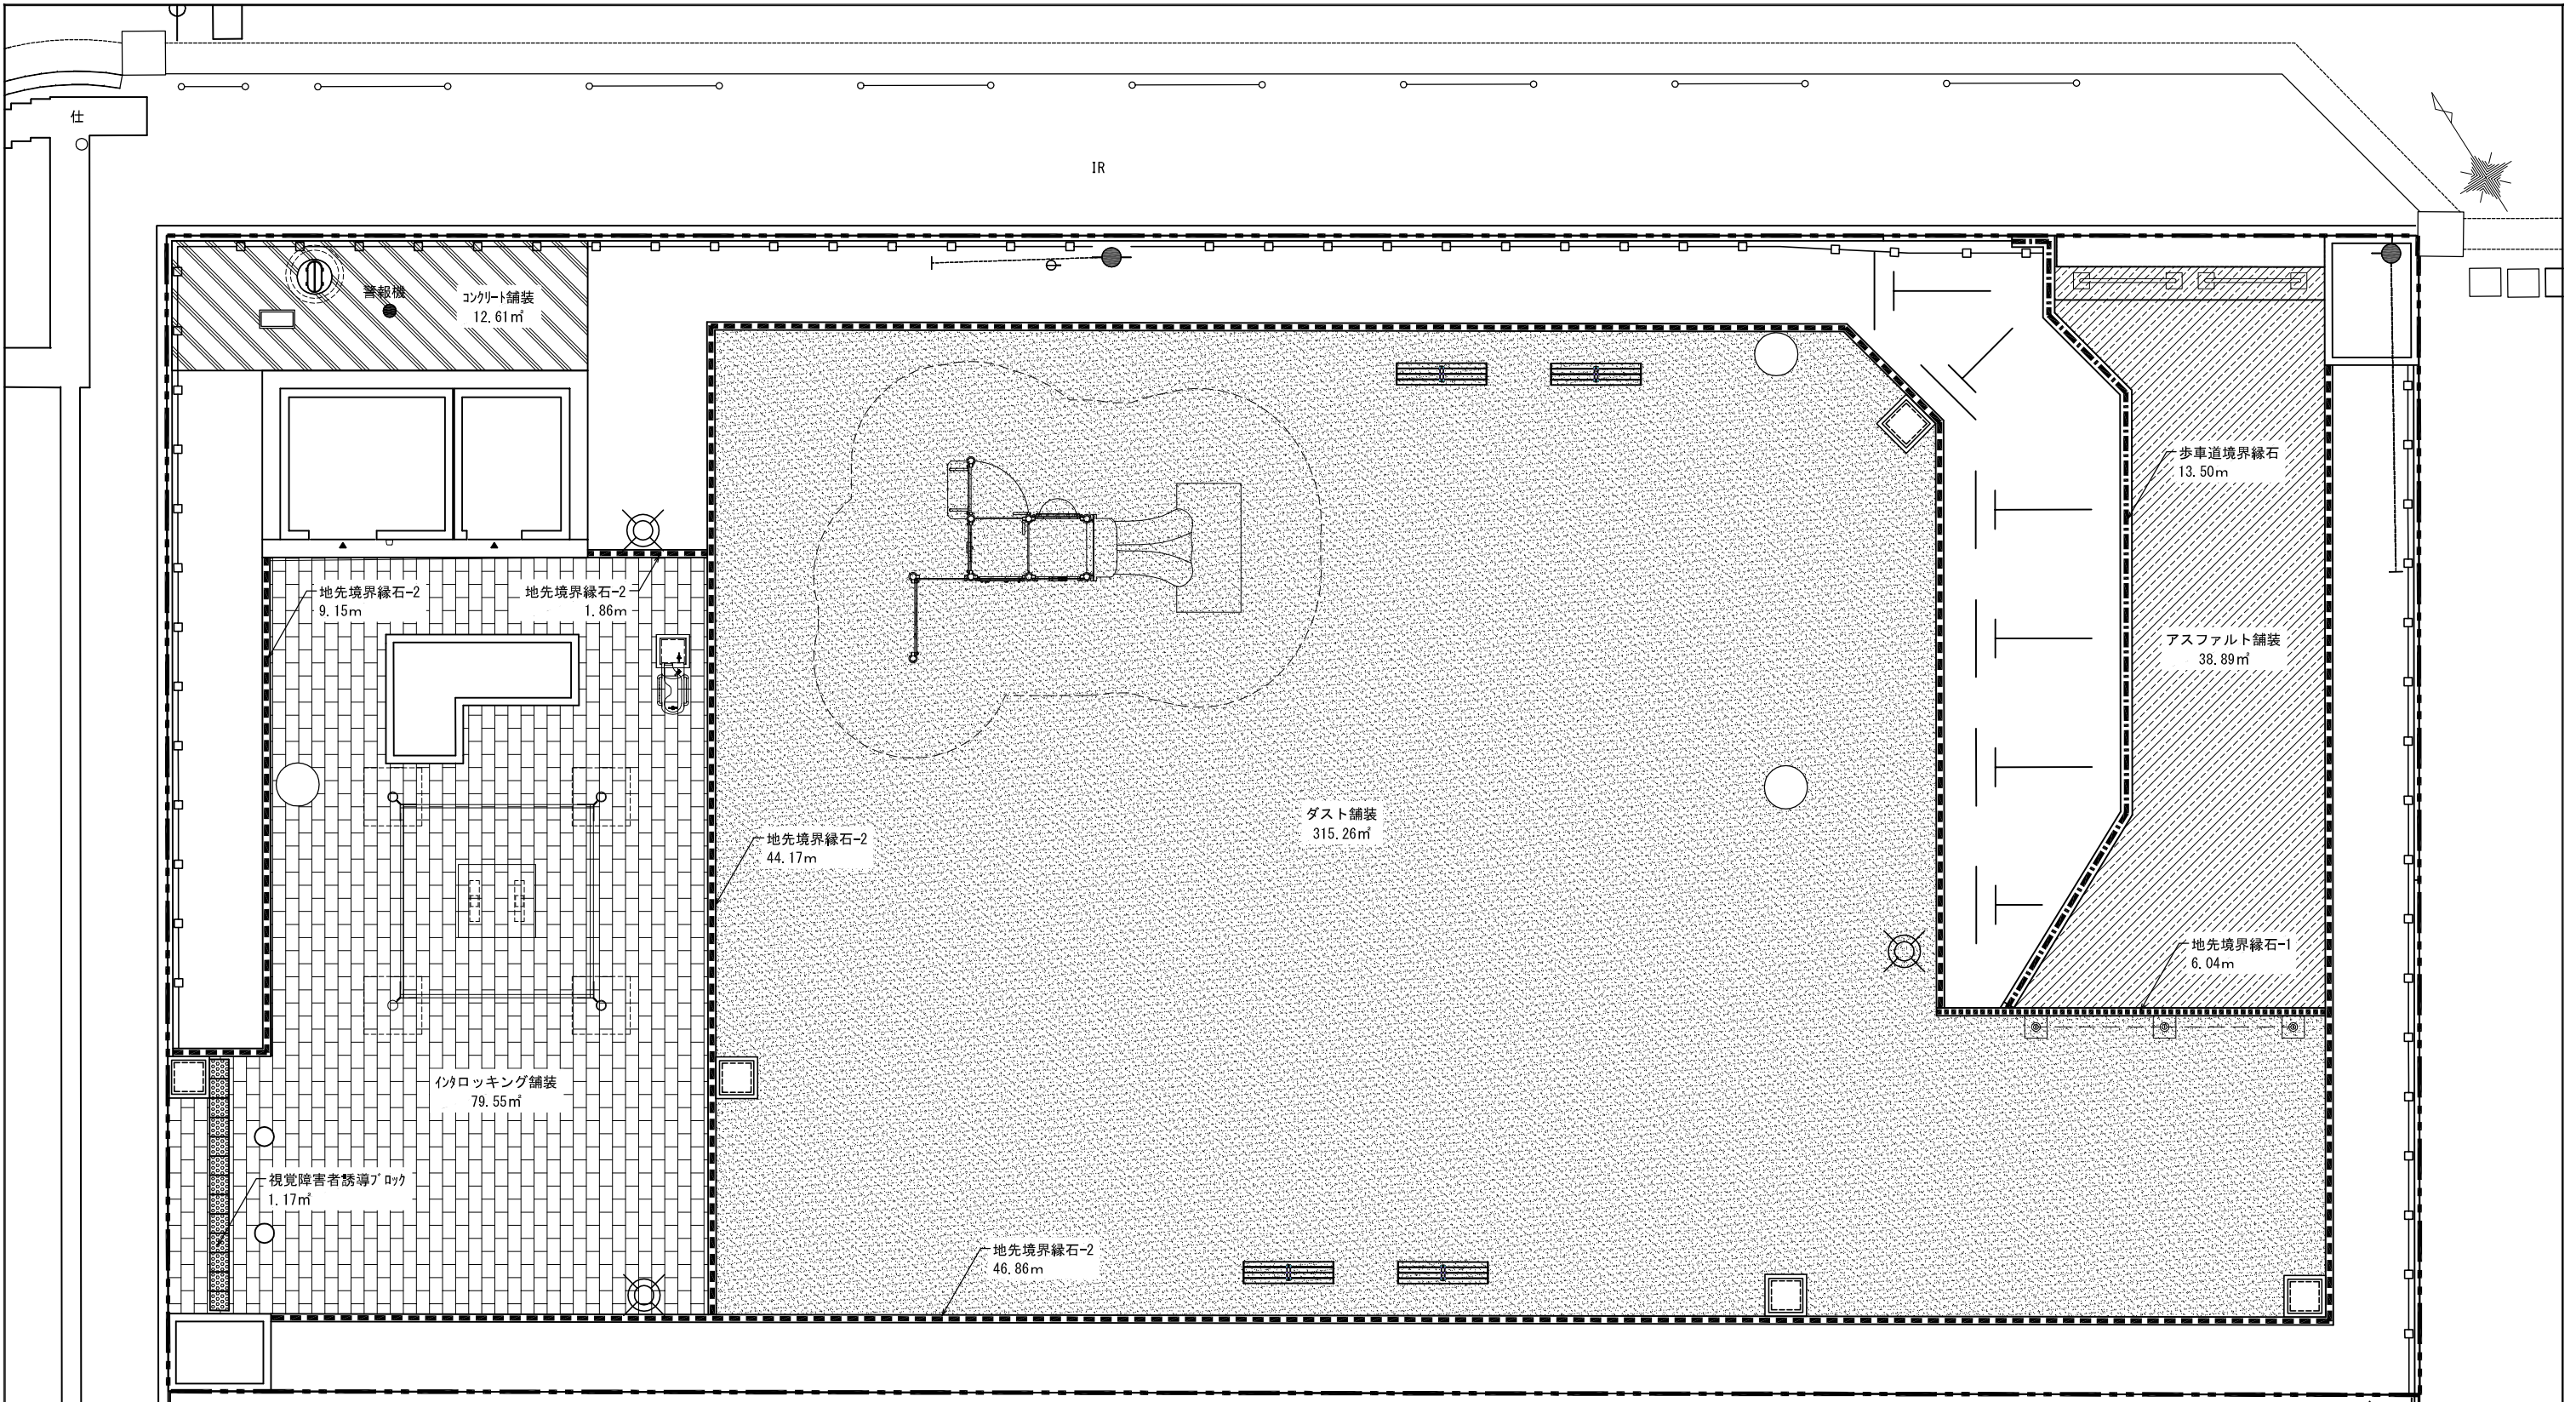 仕
IR
警報機
ｺﾝｸﾘｰﾄ舗装
12.61㎡
歩車道境界縁石
13.50m
地先境界縁石-2
9.15m
地先境界縁石-2
1.86m
アスファルト舗装
38.89㎡
ダスト舗装
315.26㎡
地先境界縁石-2
44.17m
地先境界縁石-1
6.04m
ｲﾝﾀロッキング舗装
79.55㎡
視覚障害者誘導ﾌﾞﾛｯｸ
1.17㎡
地先境界縁石-2
46.86m